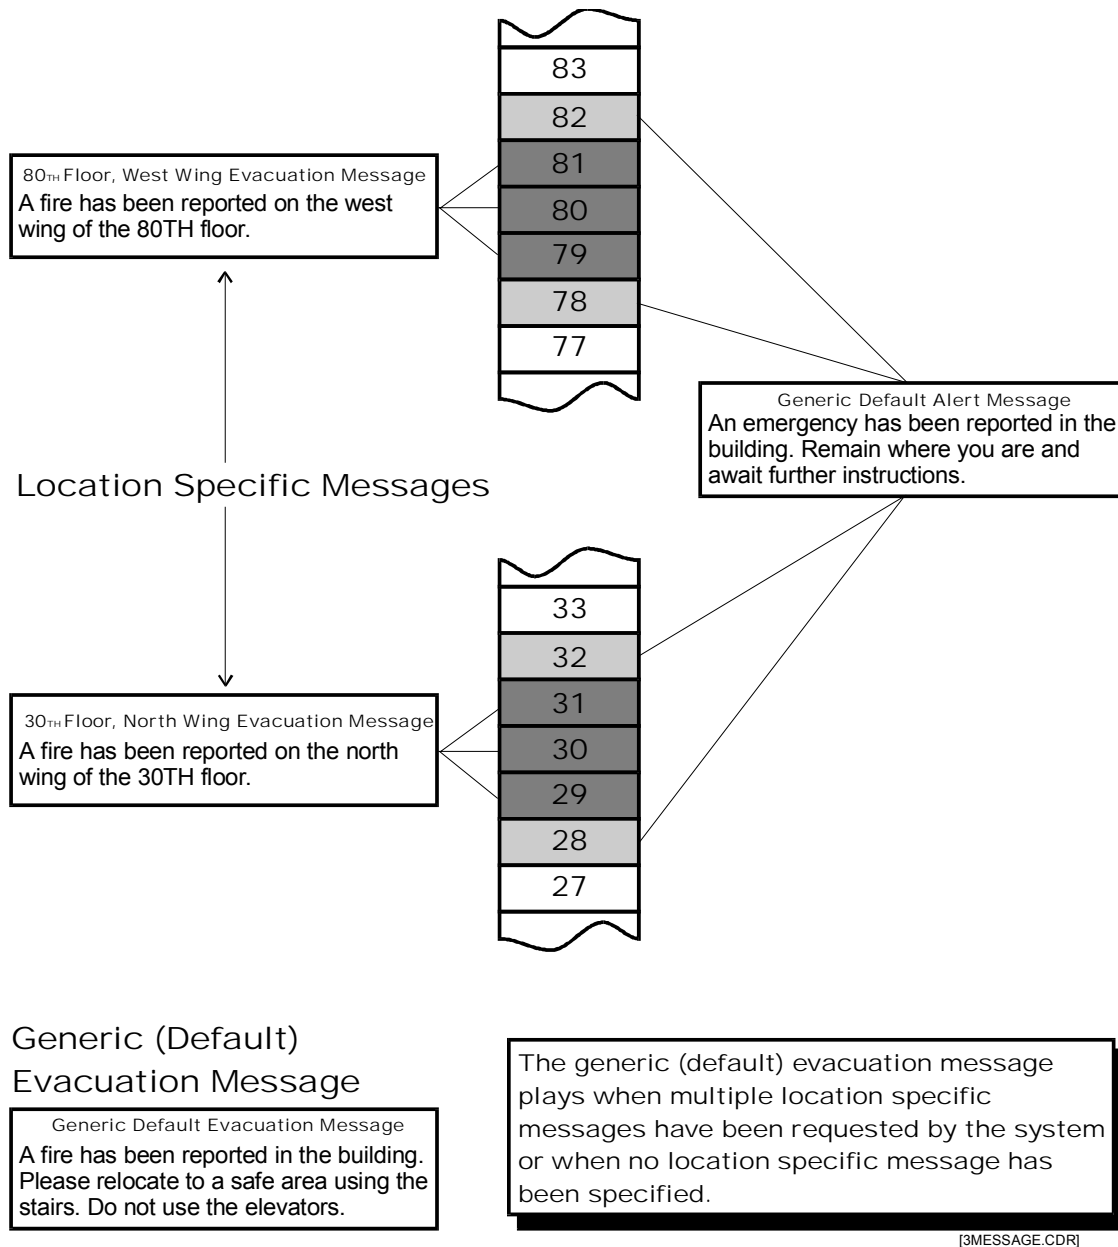 83
82
81
80
79
78
77
80TH Floor, West Wing Evacuation Message
A fire has been reported on the west
wing of the 80TH floor.
Generic Default Alert Message
An emergency has been reported in the
building. Remain where you are and
await further instructions.
Location Specific Messages
33
32
31
30
29
28
27
30TH Floor, North Wing Evacuation Message
A fire has been reported on the north
wing of the 30TH floor.
Generic (Default)
Evacuation Message
Generic Default Evacuation Message
A fire has been reported in the building.
Please relocate to a safe area using the
stairs. Do not use the elevators.
The generic (default) evacuation message
plays when multiple location specific
messages have been requested by the system
or when no location specific message has
been specified.
[3MESSAGE.CDR]